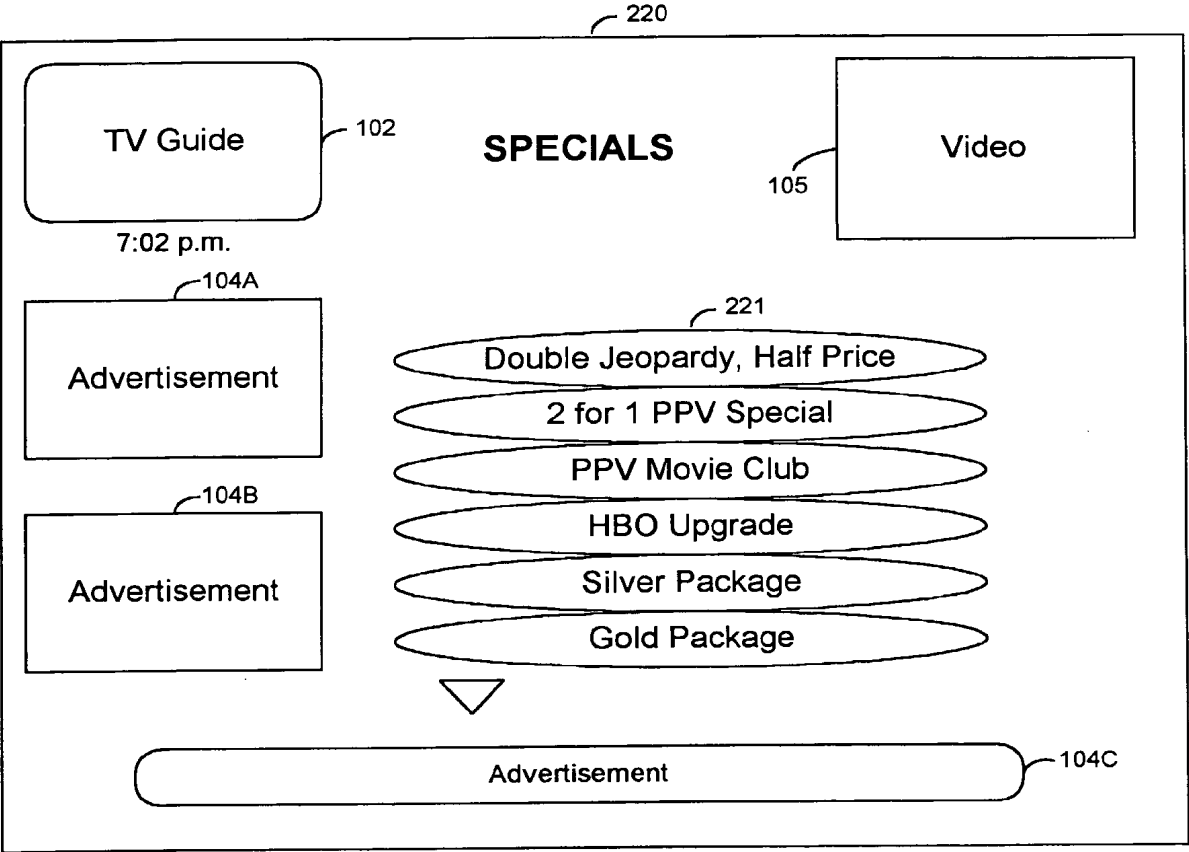 220
TV Guide
102
SPECIALS
Video
105
7:02 p.m.
104A
Advertisement
221
Double Jeopardy, Half Price
2 for 1 PPV Special
PPV Movie Club
104B
HBO Upgrade
Advertisement
Silver Package
Gold Package
Advertisement
104C